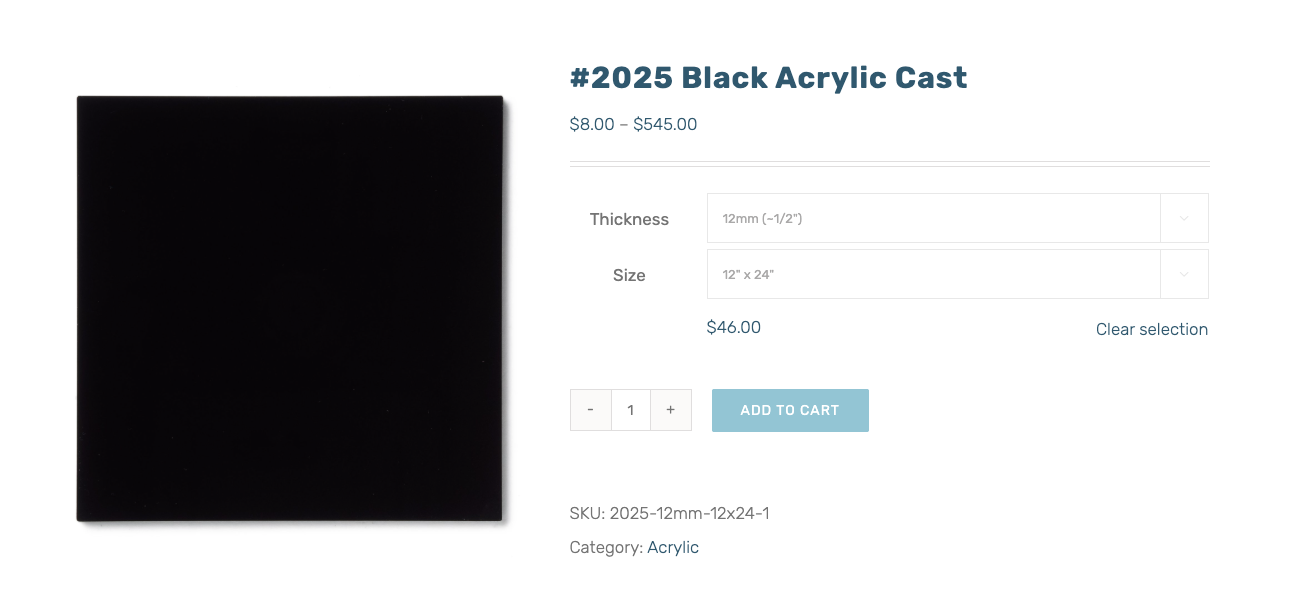 #2025 Black Acrylic Cast
$8.00 – $545.00
Thickness
12mm (~1/2")
Size
12" x 24"
$46.00
Clear selection
- 1 +
ADD TO CART
SKU: 2025-12mm-12x24-1
Category: Acrylic